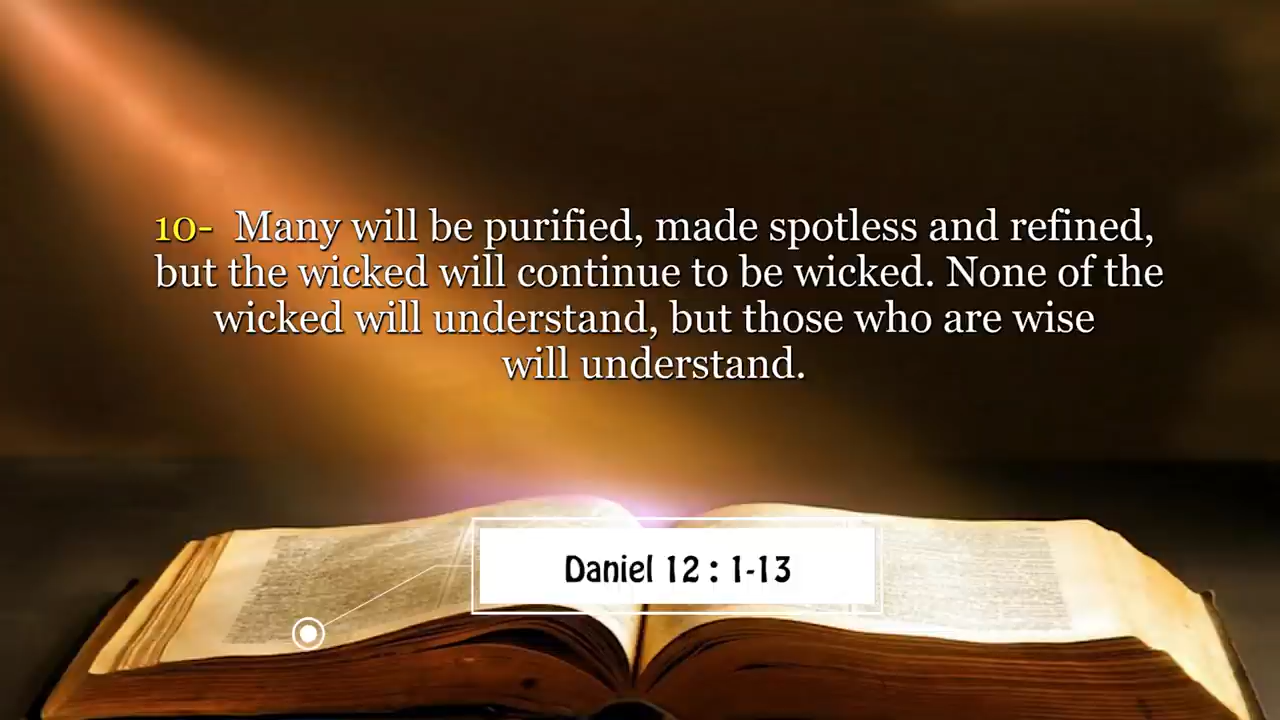 10- Many will be purified, made spotless and refined,
but the wicked will continue to be wicked. None of the
wicked will understand, but those who are wise
will understand.
Daniel 12 : 1-13